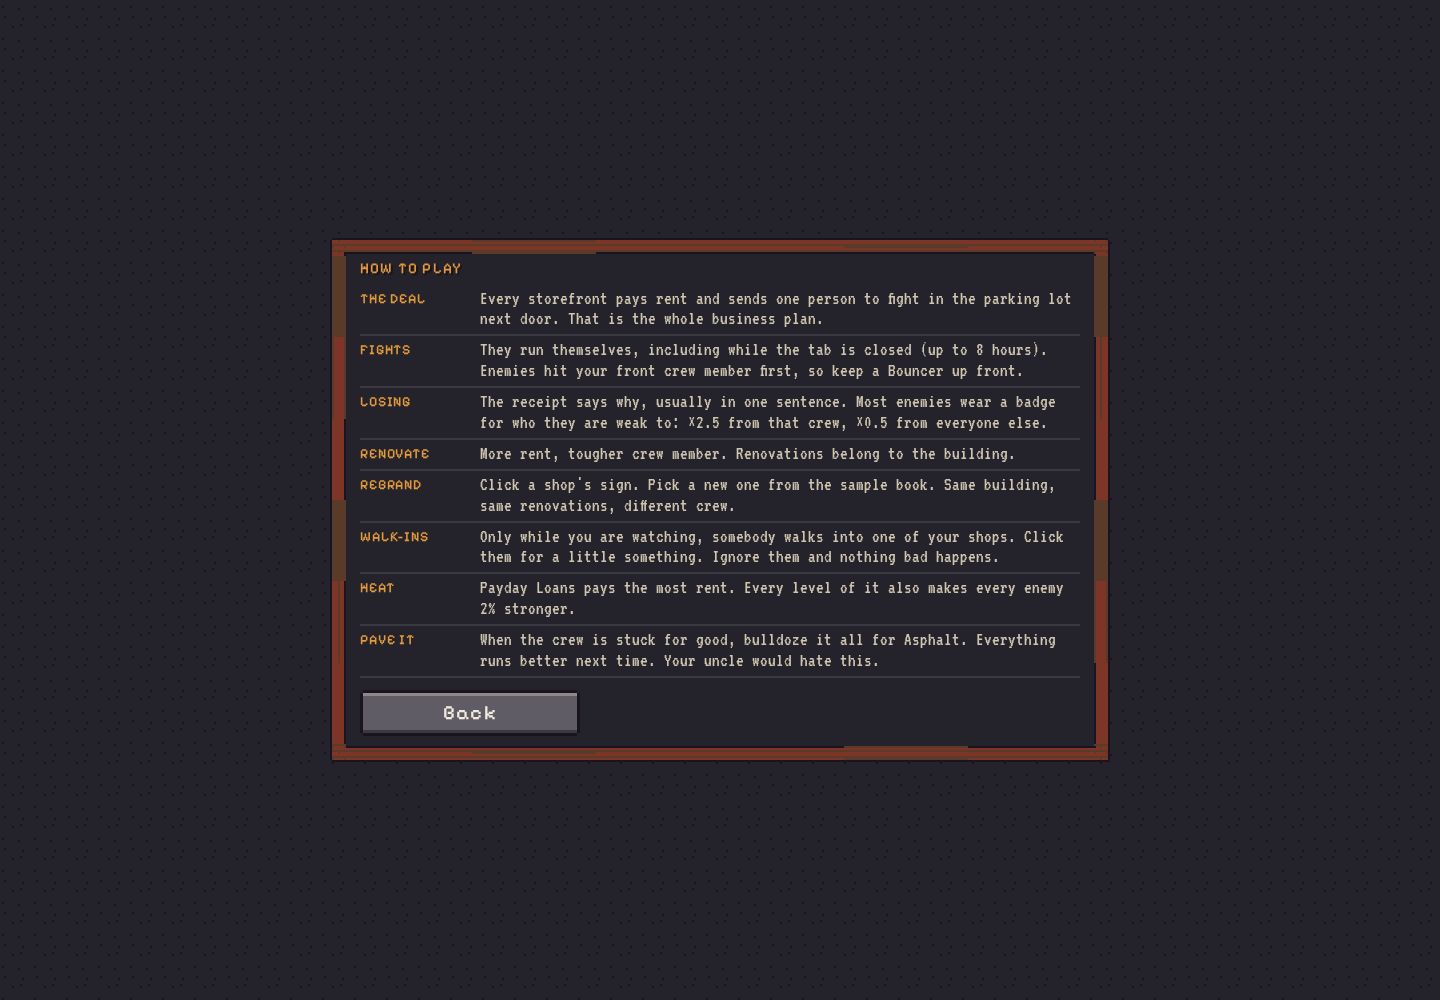 HOW TO PLAY
THE DEAL
Every storefront pays rent and sends one person to fight in the parking lot
next door. That is the whole business plan.
FIGHTS
They run themselves, including while the tab is closed (up to 8 hours).
Enemies hit your front crew member first, so keep a Bouncer up front.
LOSING
The receipt says why, usually in one sentence. Most enemies wear a badge
for who they are weak to: x2.5 from that crew, x0.5 from everyone else.
RENOVATE
More rent, tougher crew member. Renovations belong to the building.
REBRAND
Click a shop's sign. Pick a new one from the sample book. Same building,
same renovations, different crew.
WALK-INS
Only while you are watching, somebody walks into one of your shops. Click
them for a little something. Ignore them and nothing bad happens.
HEAT
Payday Loans pays the most rent. Every level of it also makes every enemy
2% stronger.
PAVE IT
When the crew is stuck for good, bulldoze it all for Asphalt. Everything
runs better next time. Your uncle would hate this.
Back